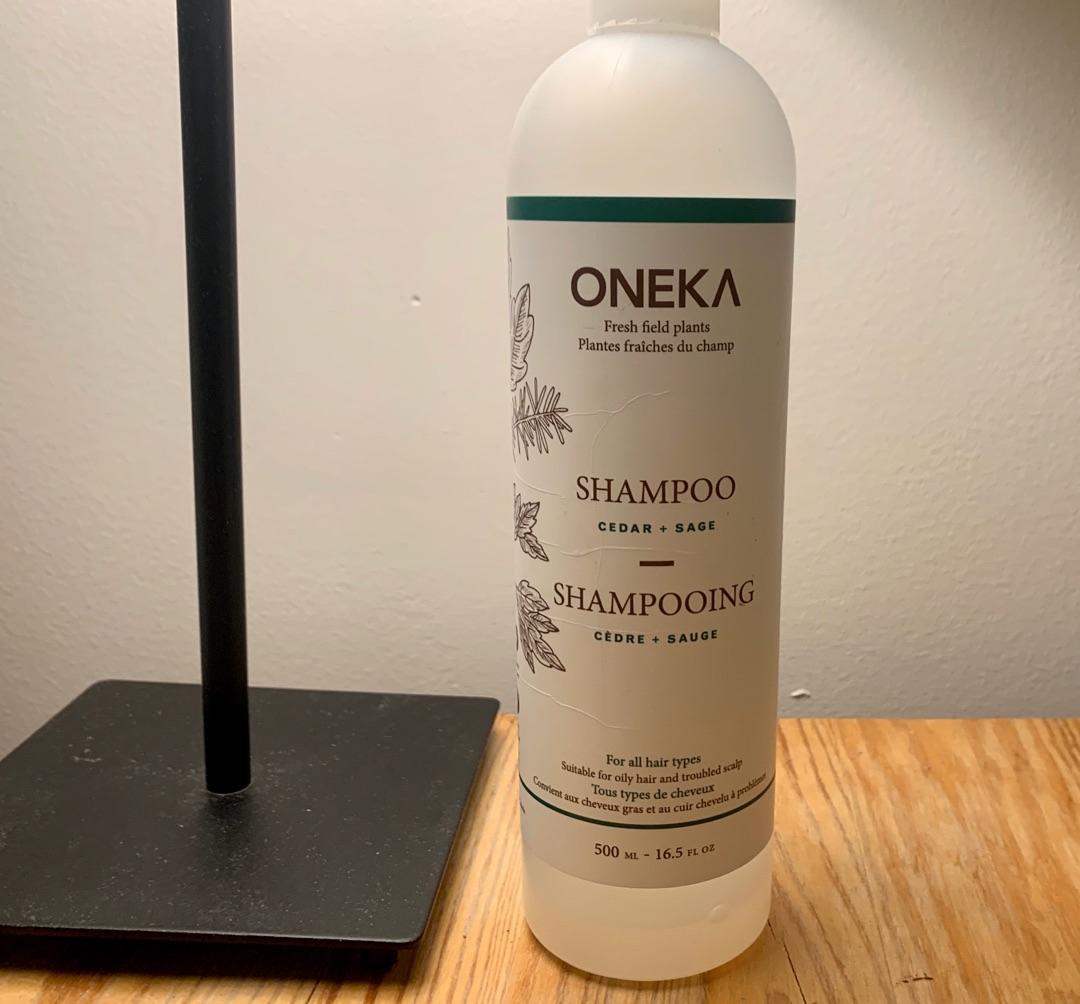 ONEKA
Fresh field plants
Plantes fraîches du champ
SHAMPOO
CEDAR + SAGE
SHAMPOOING
CÈDRE + SAUGE
For all hair types
Suitable for oily hair and troubled scalp
Tous types de cheveux
Convient aux cheveux gras et au cuir chevelu à problèmes
500 ML - 16.5 FL OZ